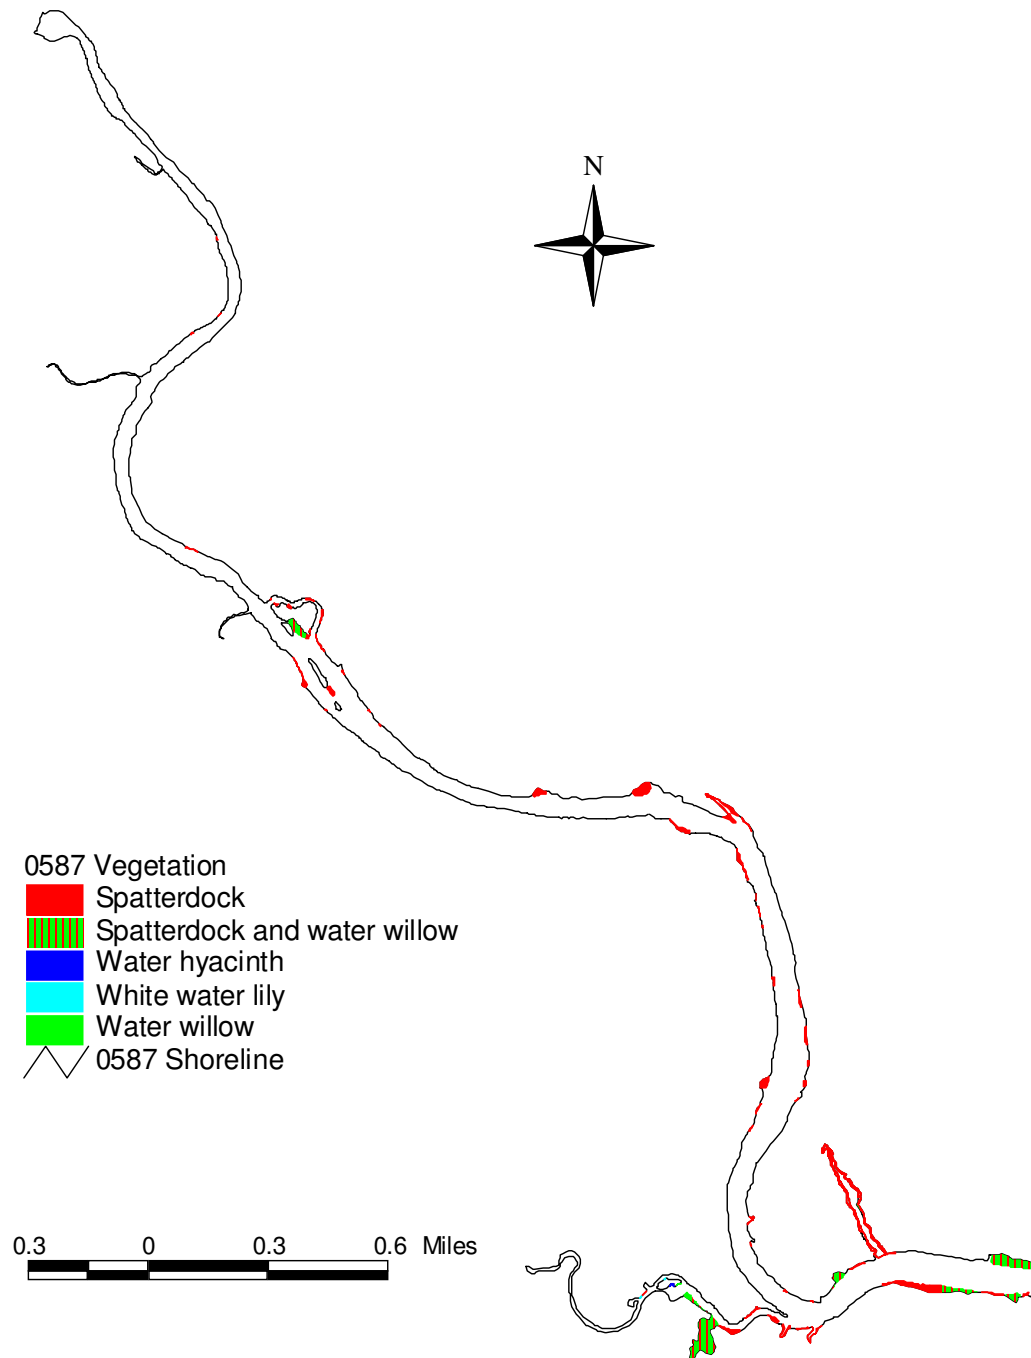 N
0587 Vegetation
Spatterdock
Spatterdock and water willow
Water hyacinth
White water lily
Water willow
0587 Shoreline
0.3 0 0.3 0.6 Miles